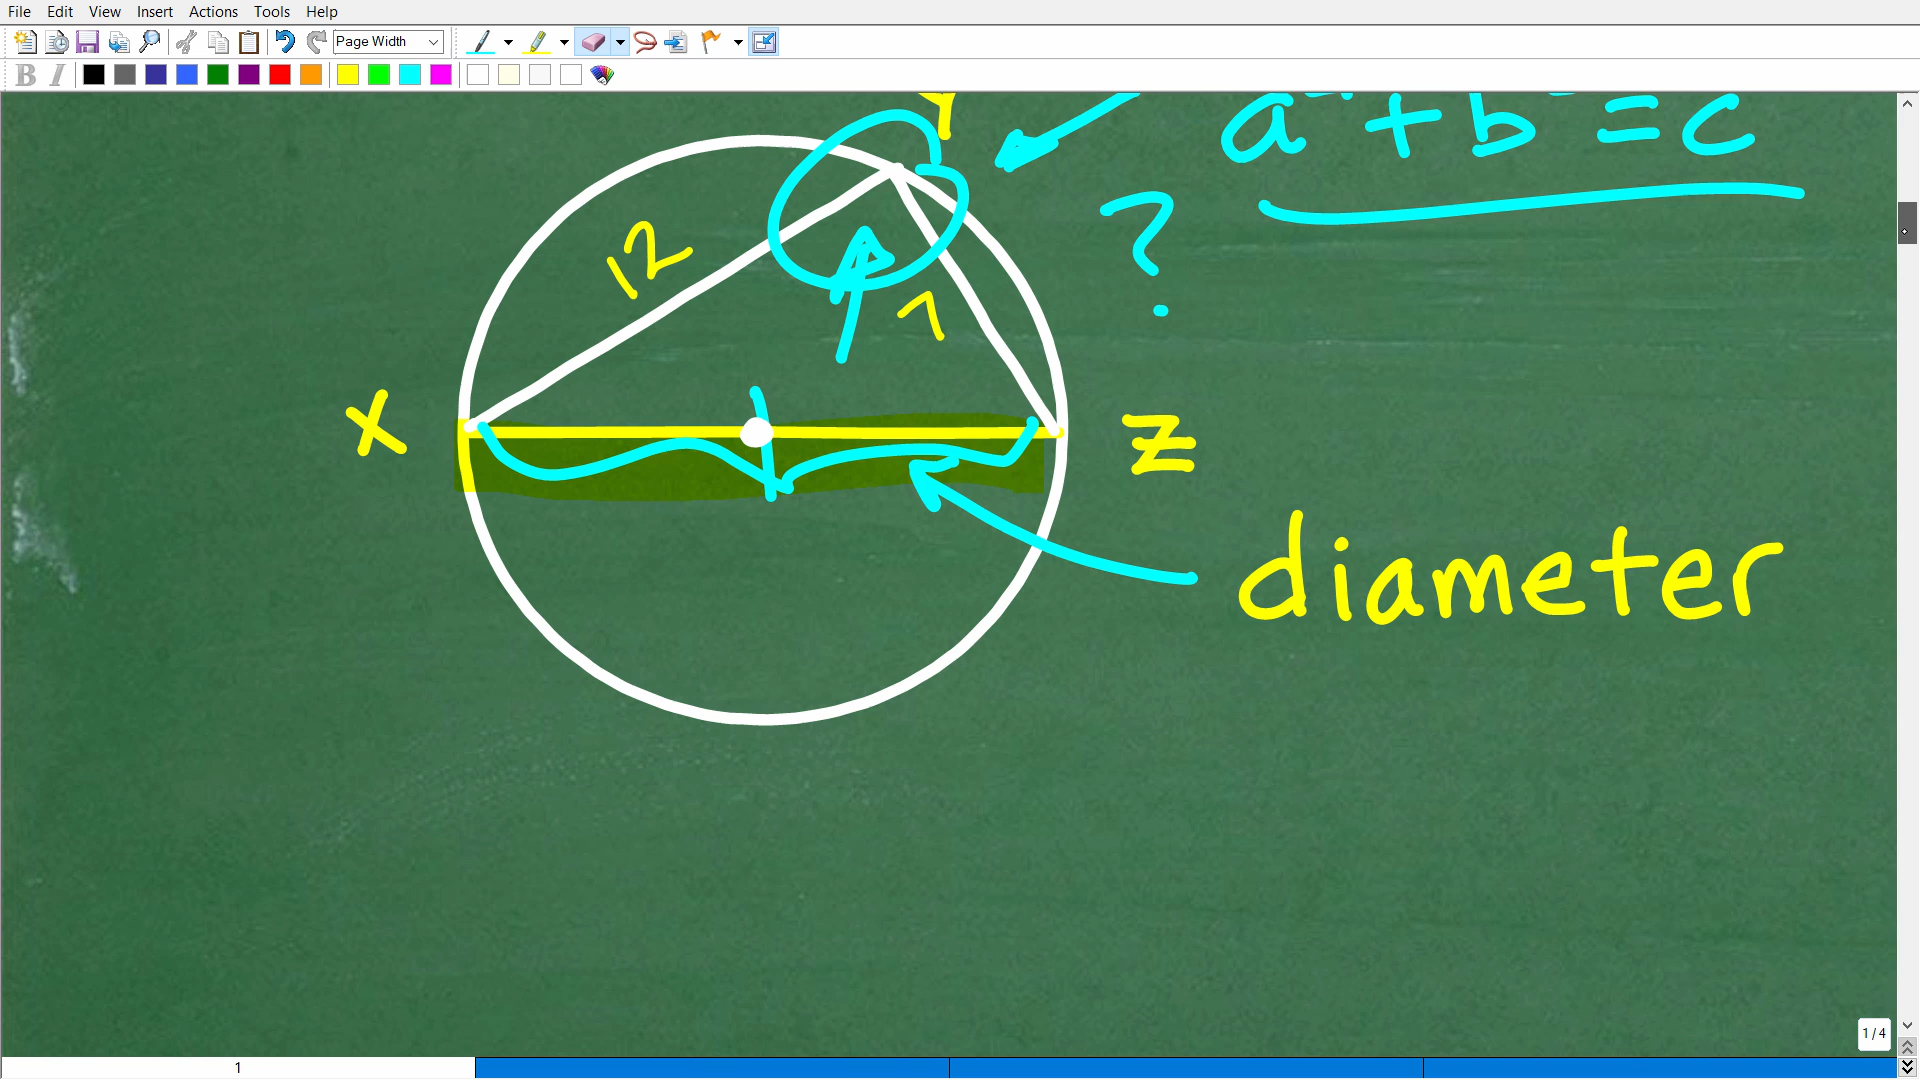 File Edit View Insert Actions Tools Help
Page Width
B I
Y
a + b = c
?
12
7
X
Z
diameter
1 / 4
1